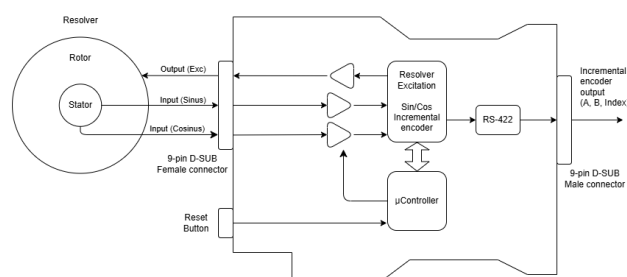 Resolver
Rotor
Stator
Output (Exc)
Input (Sinus)
Input (Cosinus)
9-pin D-SUB
Female connector
Reset
Button
Resolver
Excitation
Sin/Cos
Incremental
encoder
µController
RS-422
Incremental
encoder
output
(A, B, Index)
9-pin D-SUB
Male connector